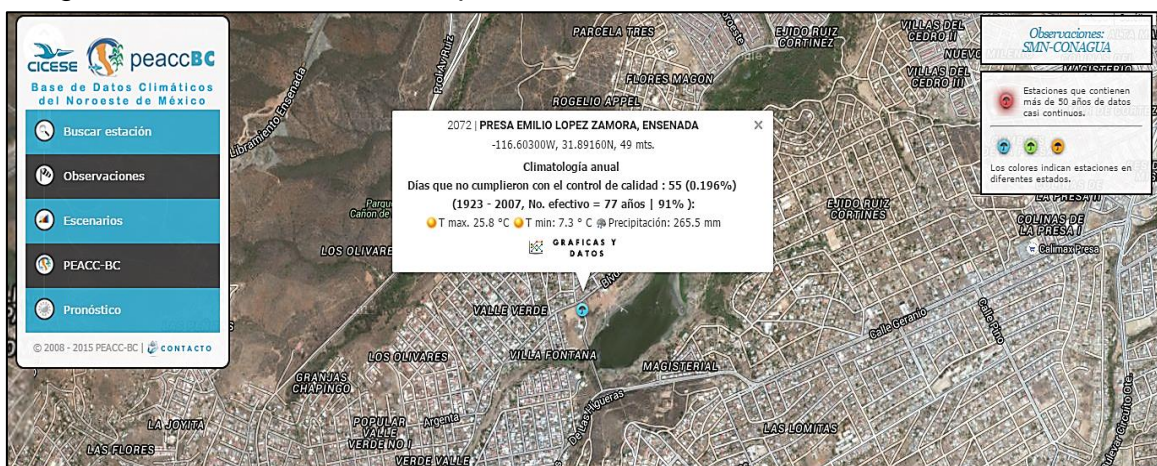 CICESE
peaccBC
Base de Datos Climáticos
del Noroeste de México
Buscar estación
Observaciones
Escenarios
PEACC-BC
Pronóstico
© 2008 - 2015 PEACC-BC | CONTACTO
2072 | PRESA EMILIO LOPEZ ZAMORA, ENSENADA
-116.60300W, 31.89160N, 49 mts.
Climatología anual
Días que no cumplieron con el control de calidad : 55 (0.196%)
(1923 - 2007, No. efectivo = 77 años | 91% ):
T max. 25.8 °C T min: 7.3 ° C Precipitación: 265.5 mm
GRAFICAS Y
DATOS
Observaciones:
SMN-CONAGUA
Estaciones que contienen
más de 50 años de datos
casi continuos.
Los colores indican estaciones en
diferentes estados.
PARCELA TRES
EJIDO RUIZ
CORTINEZ
VILLAS DEL
CEDRO II
VILLAS DEL
CEDRO
FLORES MAGON
ROGELIO APPEL
Prol Av Ruiz
Libramiento Ensenada
LOS OLIVARES
EJIDO RUIZ
CORTINES
COLINAS DE
LA PRESA I
Calimax Presa
VALLE VERDE
Blvd
Calle Geranio
Calle Pino
LOS OLIVARES
VILLA FONTANA
MAGISTERIAL
GRANJAS
CHAPINGO
De Las Higueras
LA JOYITA
POPULAR
VALLE
VERDE NO I
Argenta
LAS LOMITAS
LAS FLORES
VERDE VALLE